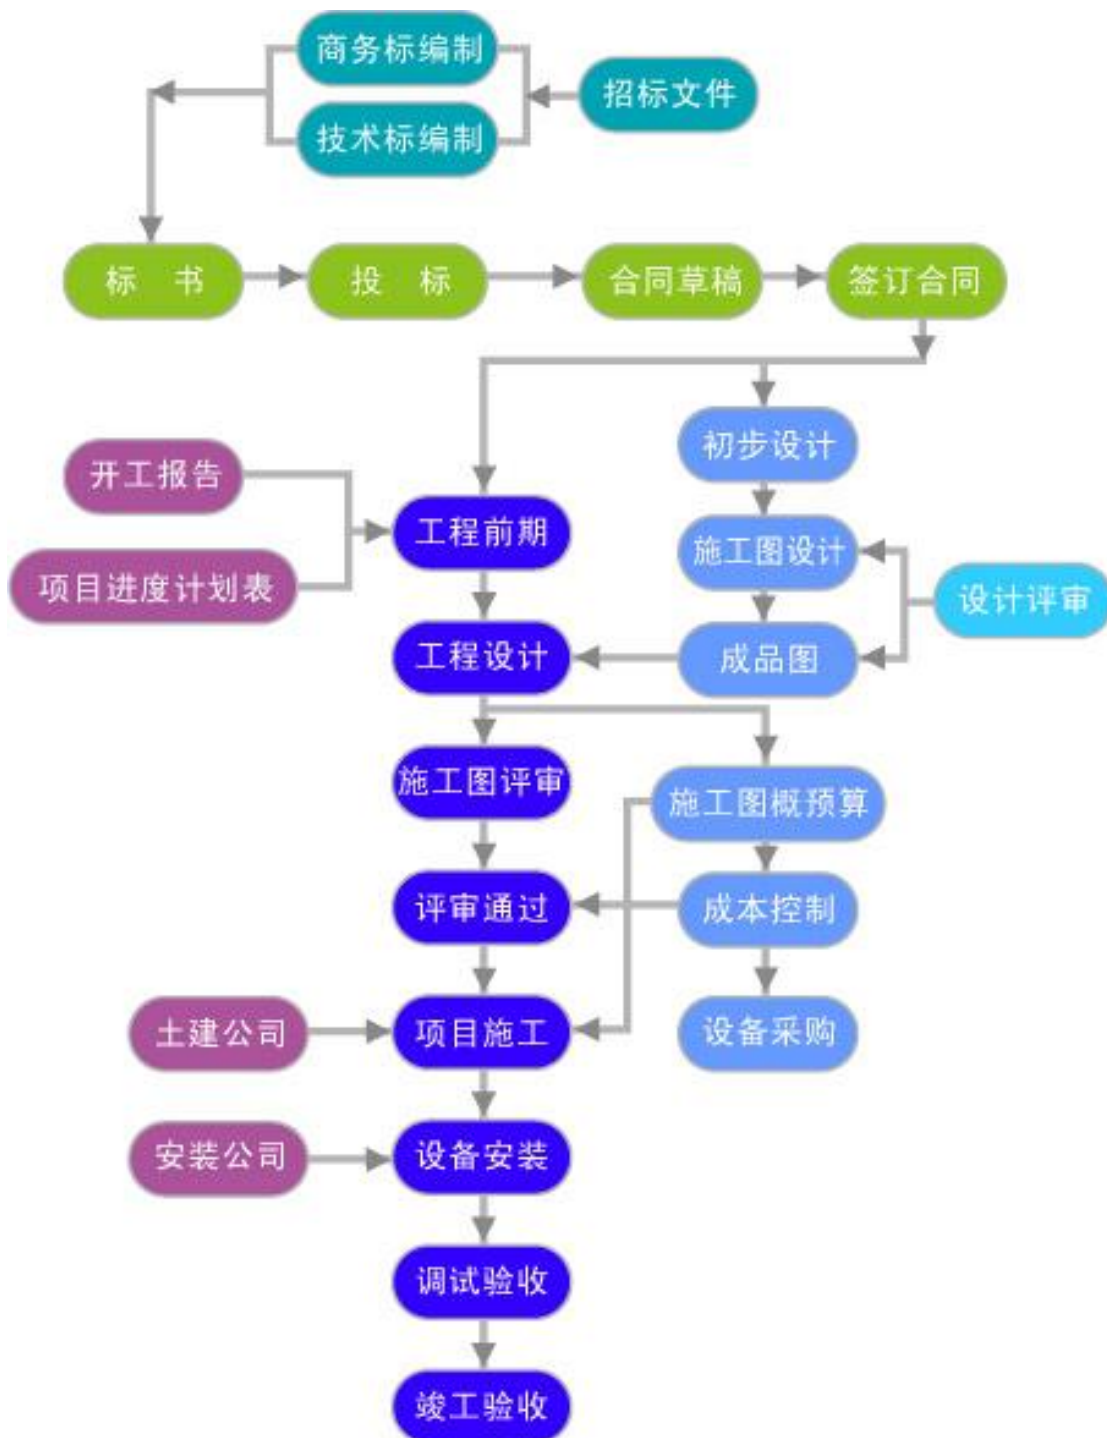 商务标编制
招标文件
技术标编制
标 书
投 标
合同草稿
签订合同
初步设计
开工报告
工程前期
施工图设计
项目进度计划表
设计评审
工程设计
成品图
施工图评审
施工图概预算
评审通过
成本控制
土建公司
项目施工
设备采购
安装公司
设备安装
调试验收
竣工验收